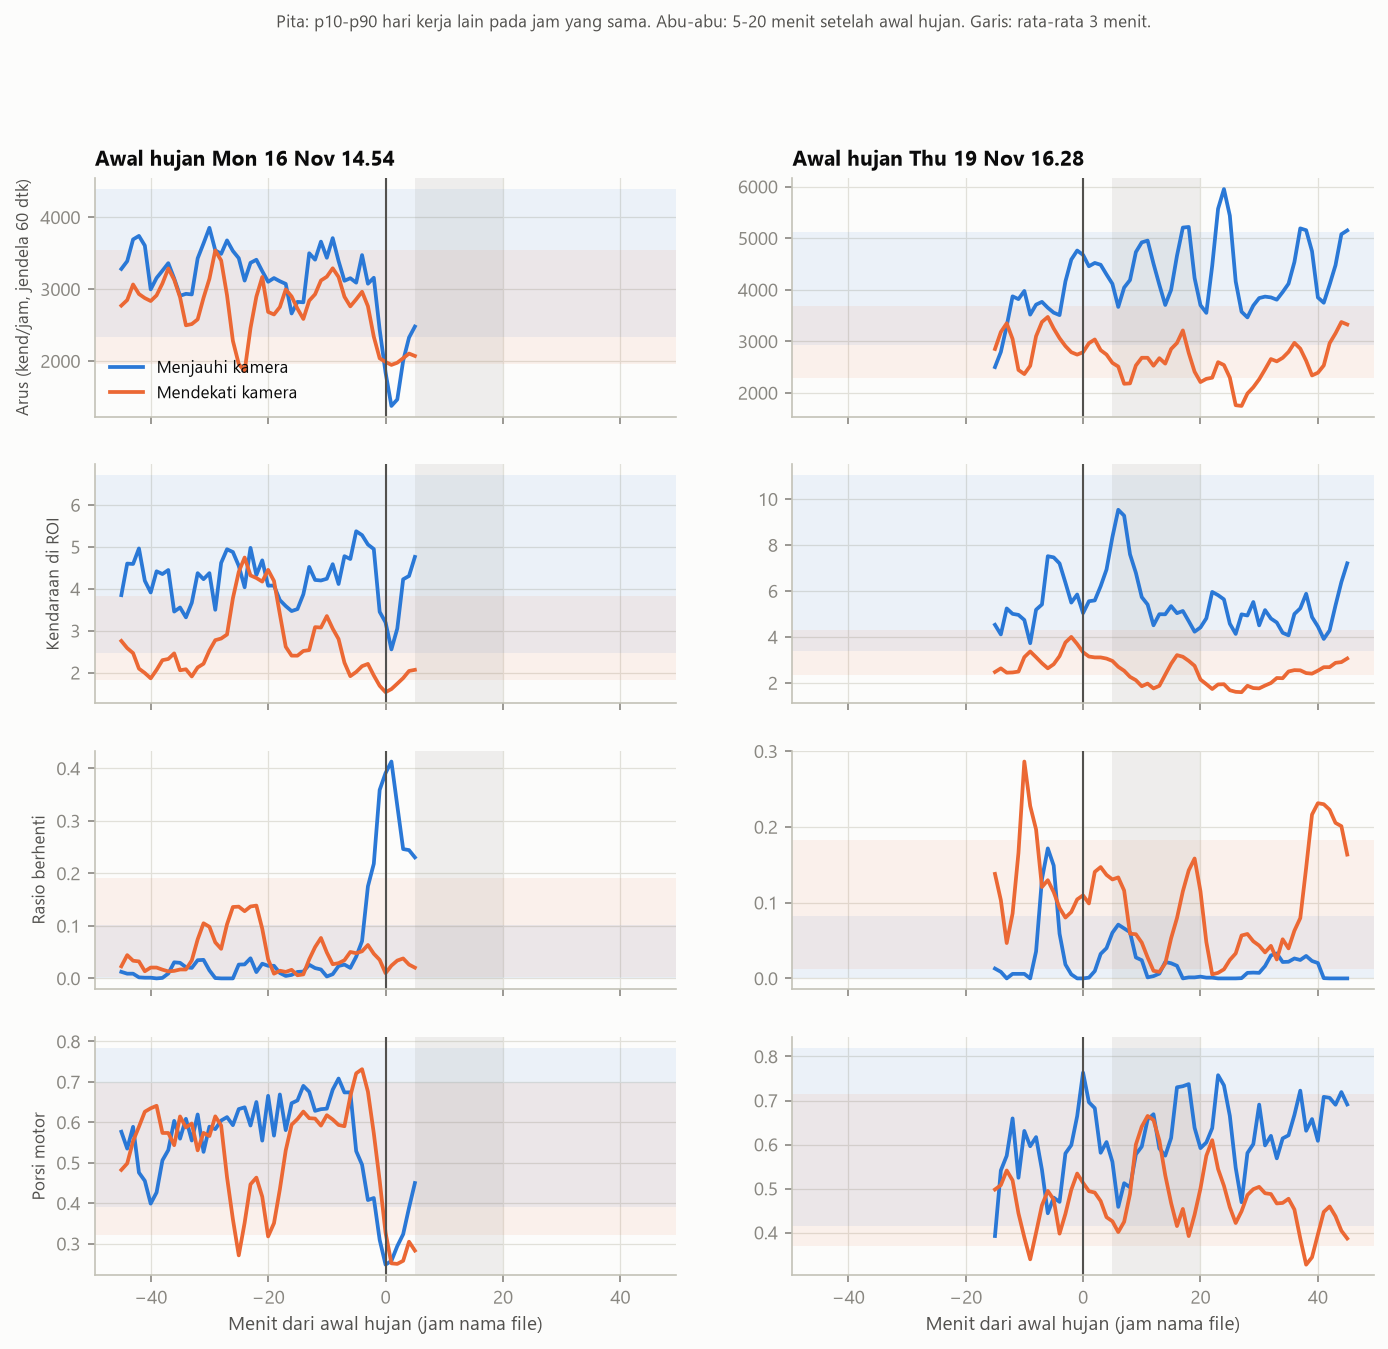 Pita: p10-p90 hari kerja lain pada jam yang sama. Abu-abu: 5-20 menit setelah awal hujan. Garis: rata-rata 3 menit.
Awal hujan Mon 16 Nov 14.54
Arus (kend/jam, jendela 60 dtk)
4000
3000
2000
Menjauhi kamera
Mendekati kamera
Awal hujan Thu 19 Nov 16.28
6000
5000
4000
3000
2000
Kendaraan di ROI
6
5
4
3
2
10
8
6
4
2
Rasio berhenti
0.4
0.3
0.2
0.1
0.0
0.3
0.2
0.1
0.0
Porsi motor
0.8
0.7
0.6
0.5
0.4
0.3
−40 −20 0 20 40
Menit dari awal hujan (jam nama file)
0.8
0.7
0.6
0.5
0.4
−40 −20 0 20 40
Menit dari awal hujan (jam nama file)